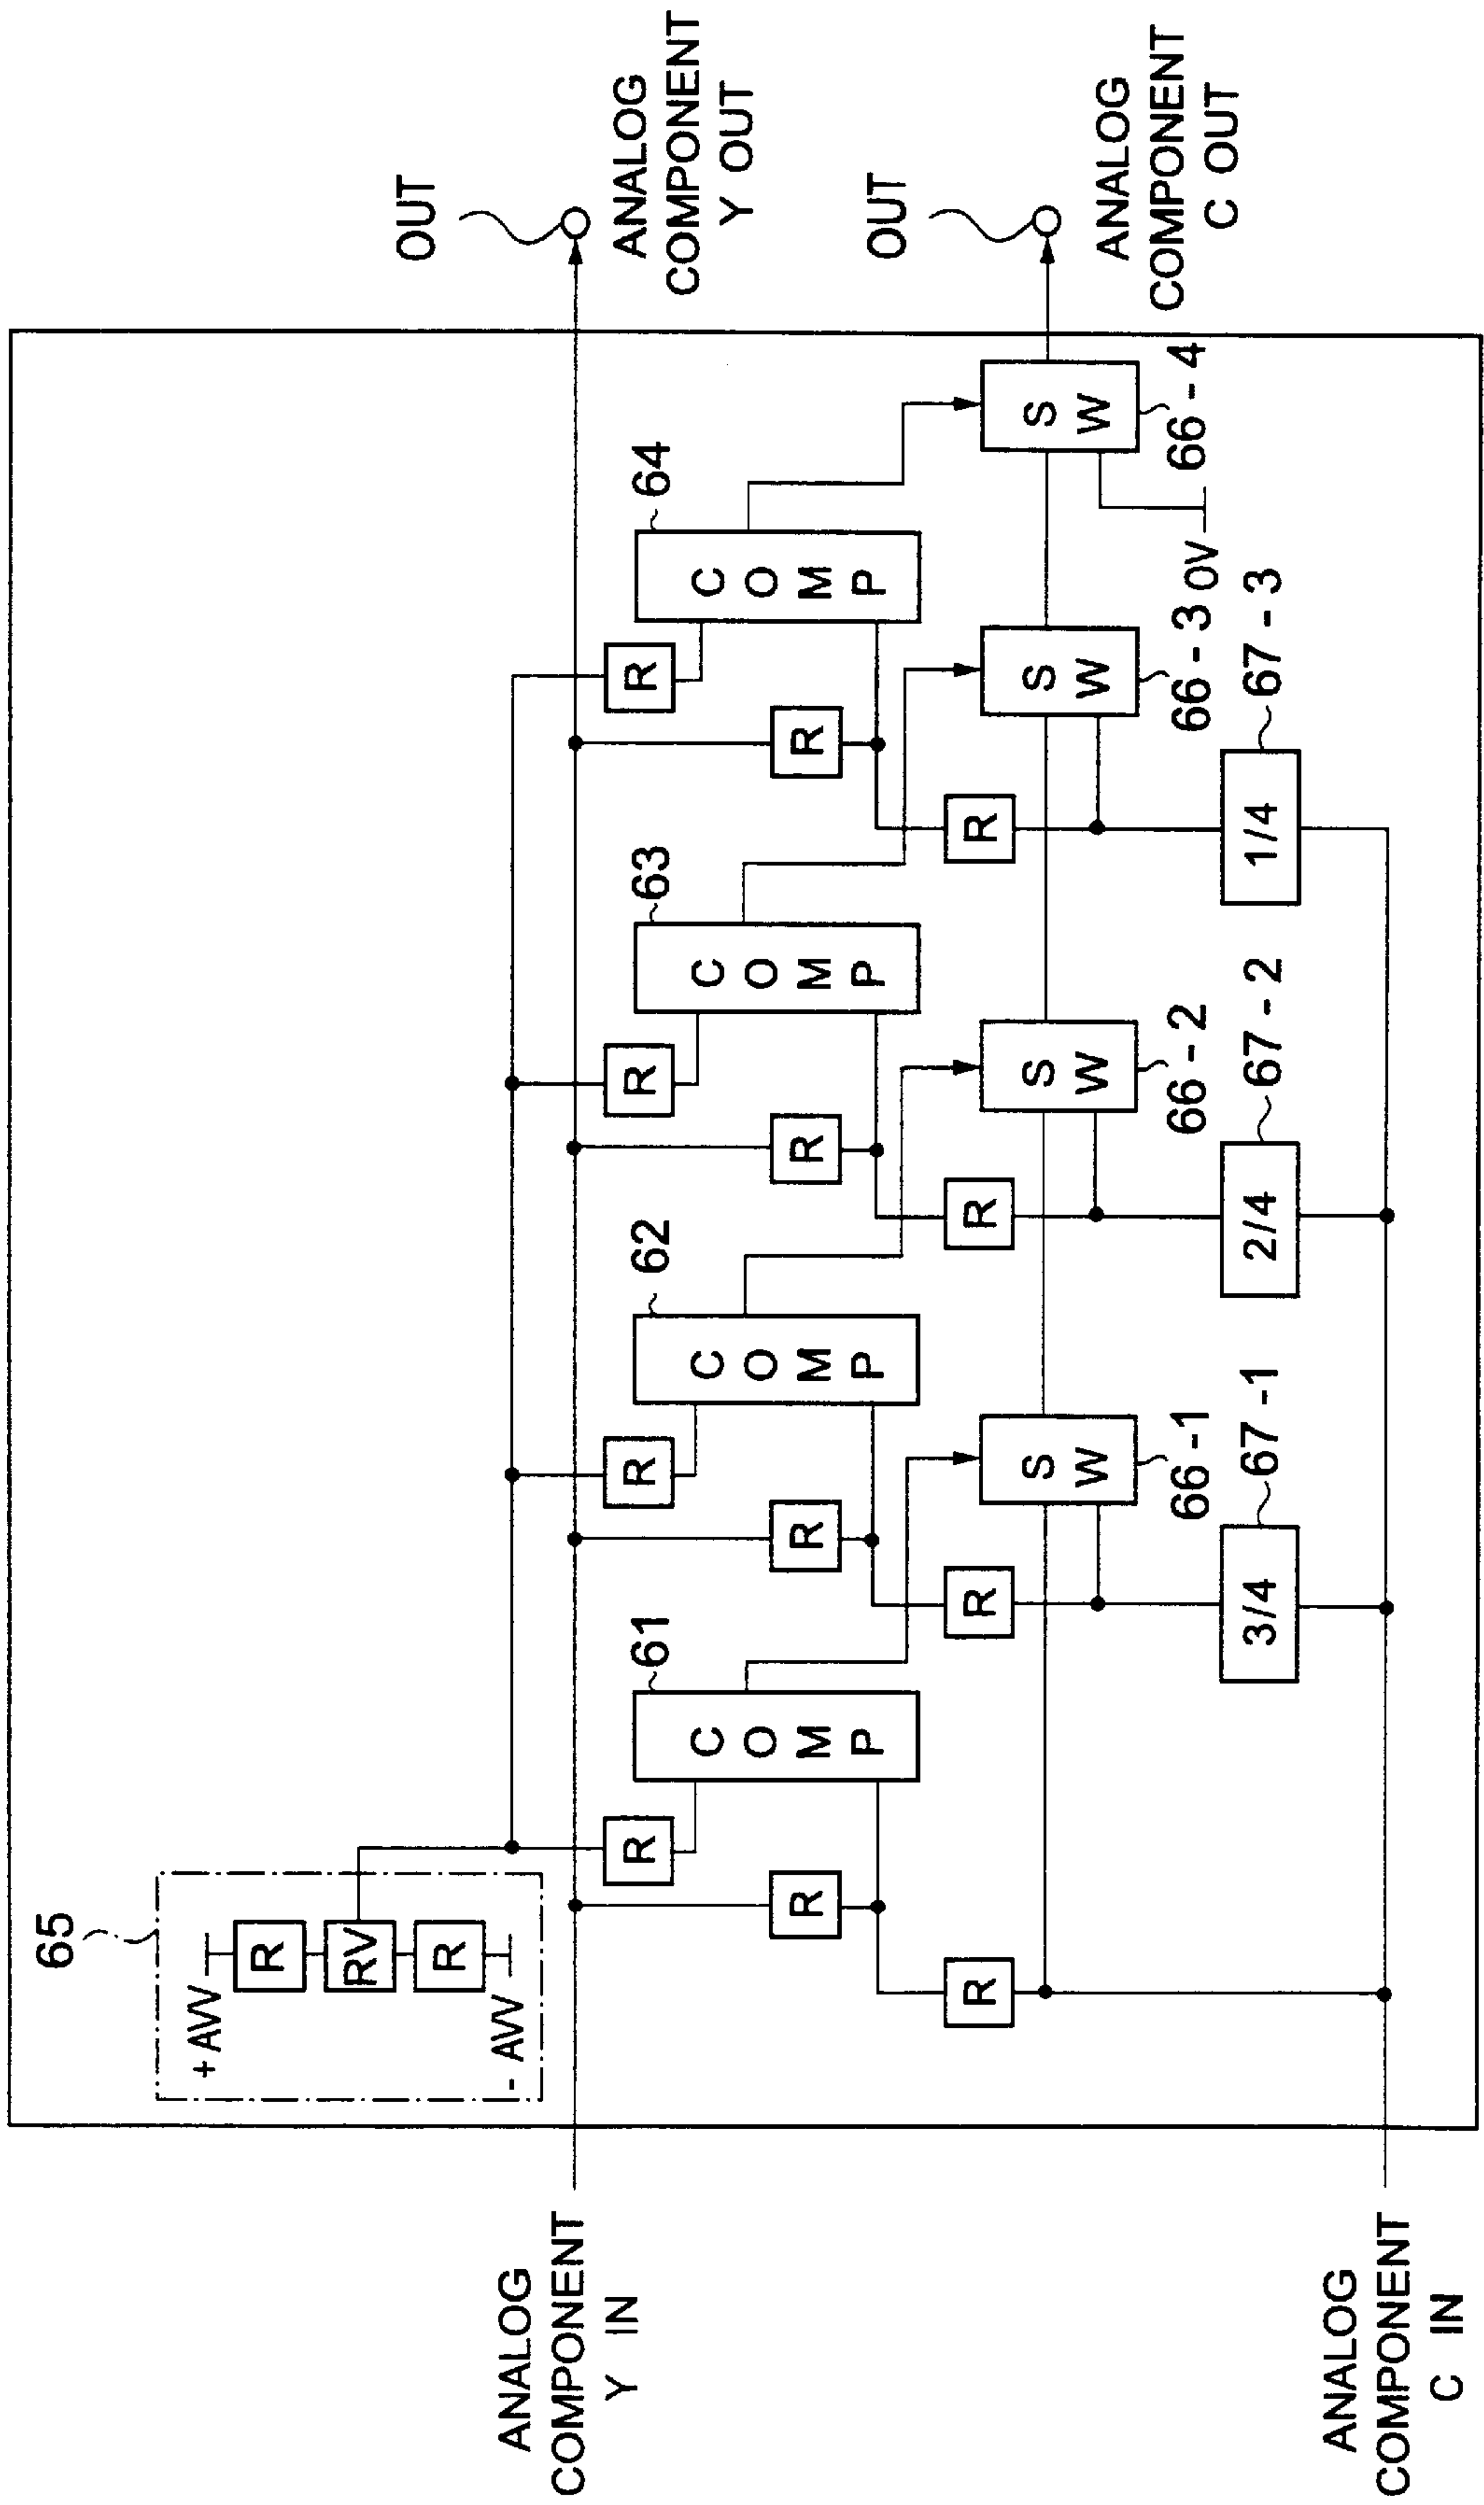 65
+ AVV
R
RV
R
- AVV
OUT
ANALOG
COMPONENT
Y OUT
ANALOG
COMPONENT
Y IN
R
R
R
R
61
COMP
62
COMP
63
COMP
64
COMP
R
R
R
R
R
R
R
R
OUT
ANALOG
COMPONENT
C OUT
SW
66 -1
SW
66 - 2
SW
66 - 3
SW
66 - 4
0V
3/4
67 -1
2/4
67 - 2
1/4
67 - 3
ANALOG
COMPONENT
C IN